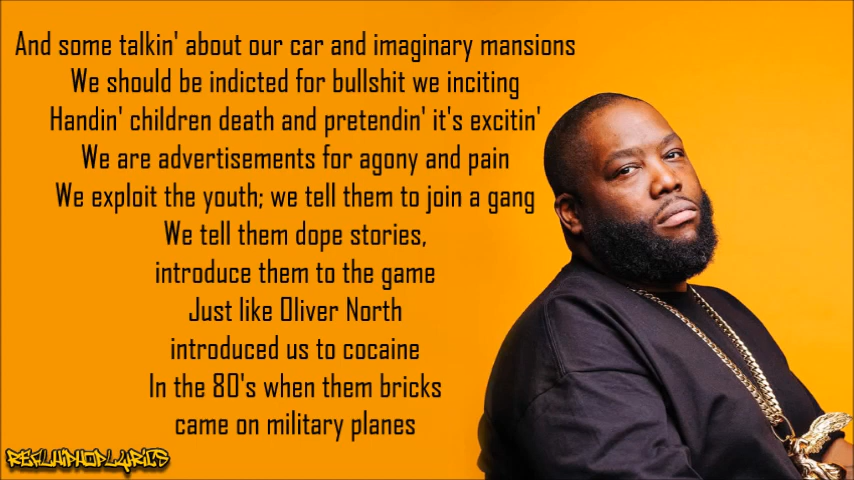 And some talkin' about our car and imaginary mansions
We should be indicted for bullshit we inciting
Handin' children death and pretendin' it's excitin'
We are advertisements for agony and pain
We exploit the youth; we tell them to join a gang
We tell them dope stories,
introduce them to the game
Just like Oliver North
introduced us to cocaine
In the 80's when them bricks
came on military planes
REALHIPHOPLYRICS